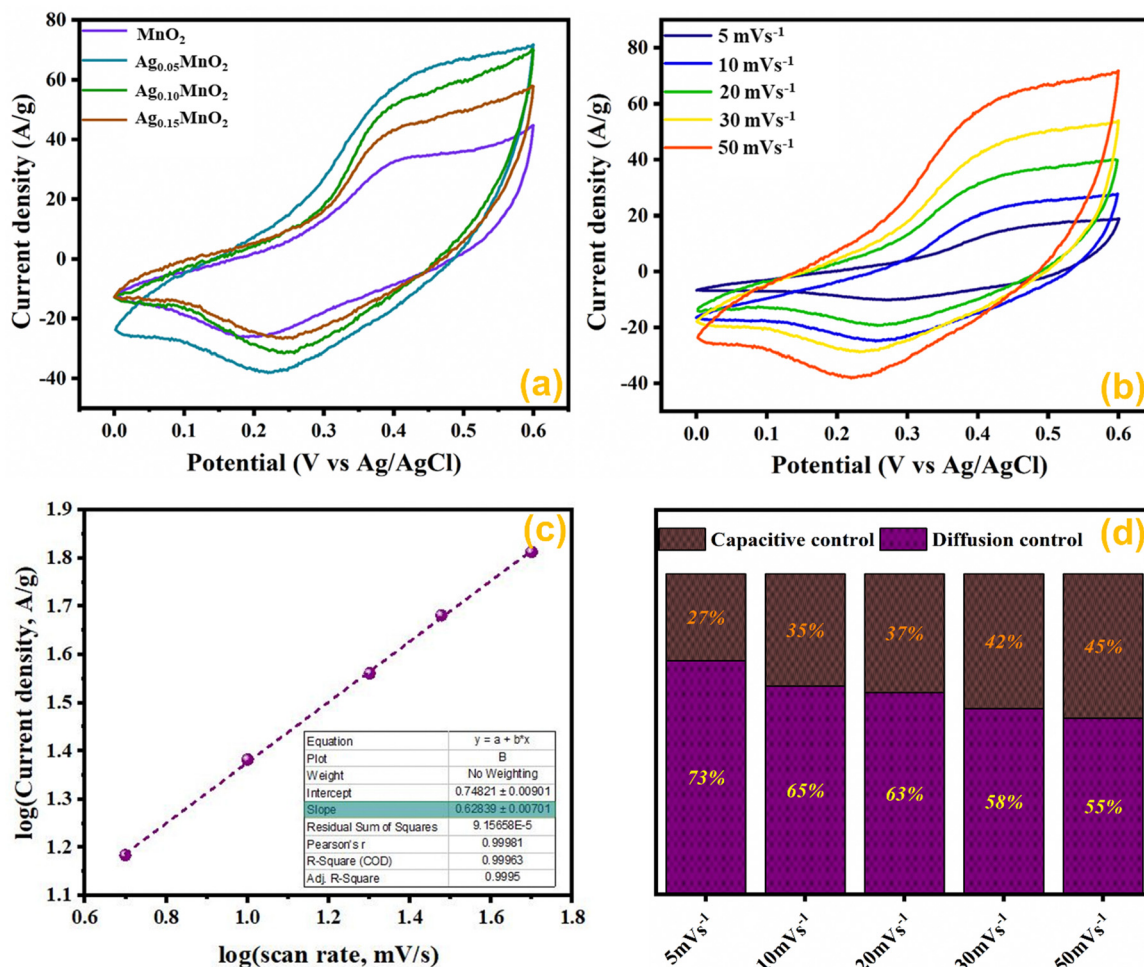 MnO₂
Ag₀.₀₅MnO₂
Ag₀.₁₀MnO₂
Ag₀.₁₅MnO₂
80
60
40
20
0
-20
-40
Current density (A/g)
0.0 0.1 0.2 0.3 0.4 0.5 0.6
Potential (V vs Ag/AgCl)
(a)
5 mVs⁻¹
10 mVs⁻¹
20 mVs⁻¹
30 mVs⁻¹
50 mVs⁻¹
80
60
40
20
0
-20
-40
Current density (A/g)
0.0 0.1 0.2 0.3 0.4 0.5 0.6
Potential (V vs Ag/AgCl)
(b)
1.9
1.8
1.7
1.6
1.5
1.4
1.3
1.2
1.1
log(Current density, A/g)
(c)
Equation y = a + b*x
Plot B
Weight No Weighting
Intercept 0.74821 ± 0.00901
Slope 0.62839 ± 0.00701
Residual Sum of Squares 9.15658E-5
Pearson's r 0.99981
R-Square (COD) 0.99963
Adj. R-Square 0.9995
0.6 0.8 1.0 1.2 1.4 1.6 1.8
log(scan rate, mV/s)
Capacitive control Diffusion control
(d)
27% 35% 37% 42% 45%
73% 65% 63% 58% 55%
5mVs⁻¹ 10mVs⁻¹ 20mVs⁻¹ 30mVs⁻¹ 50mVs⁻¹